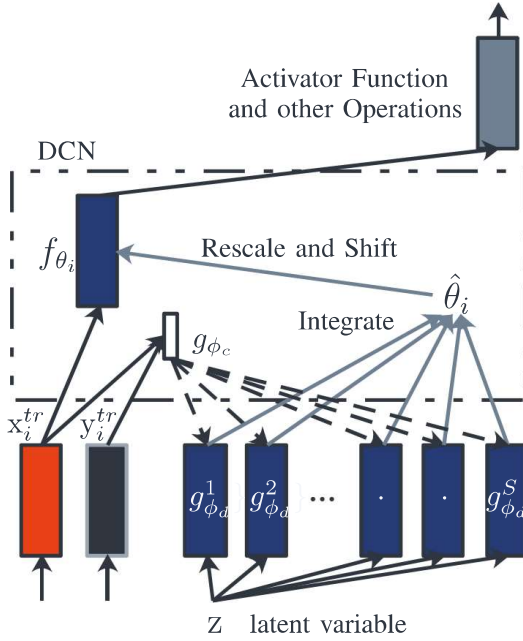 Activator Function
and other Operations
DCN
f_{θ_i}
Rescale and Shift
θ̂_i
Integrate
g_{ϕ_c}
x_i^{tr}
y_i^{tr}
g_{ϕ_d}^1 g_{ϕ_d}^2 ... · · g_{ϕ_d}^S
z latent variable